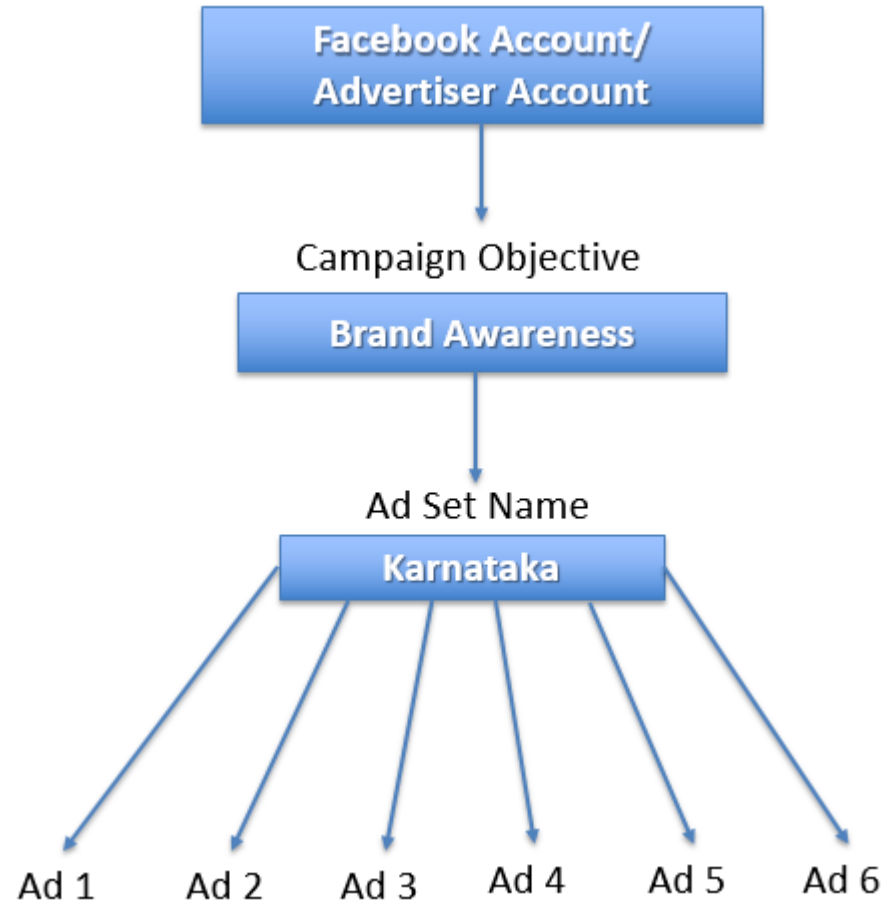 Facebook Account/
Advertiser Account
Campaign Objective
Brand Awareness
Ad Set Name
Karnataka
Ad 1
Ad 2
Ad 3
Ad 4
Ad 5
Ad 6